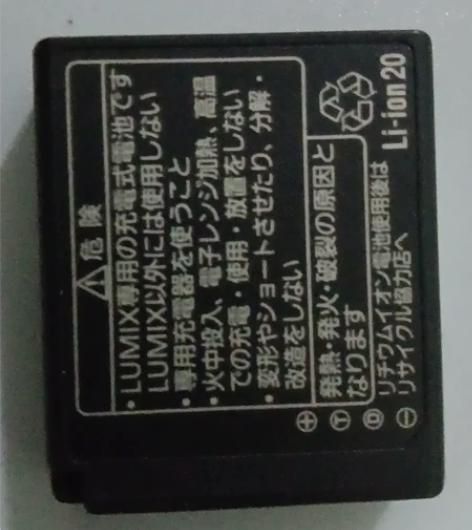 ⚠危険
・LUMIX専用の充電式電池です
LUMIX以外には使用しない
・専用充電器を使うこと
・火中投入、電子レンジ加熱、高温
での充電・使用・放置をしない
・変形やショートさせたり、分解・
改造をしない
発熱・発火・破裂の原因と
なります
リチウムイオン電池使用後は
リサイクル協力店へ
Li-ion20
⊕
Ⓣ
Ⓓ
⊖